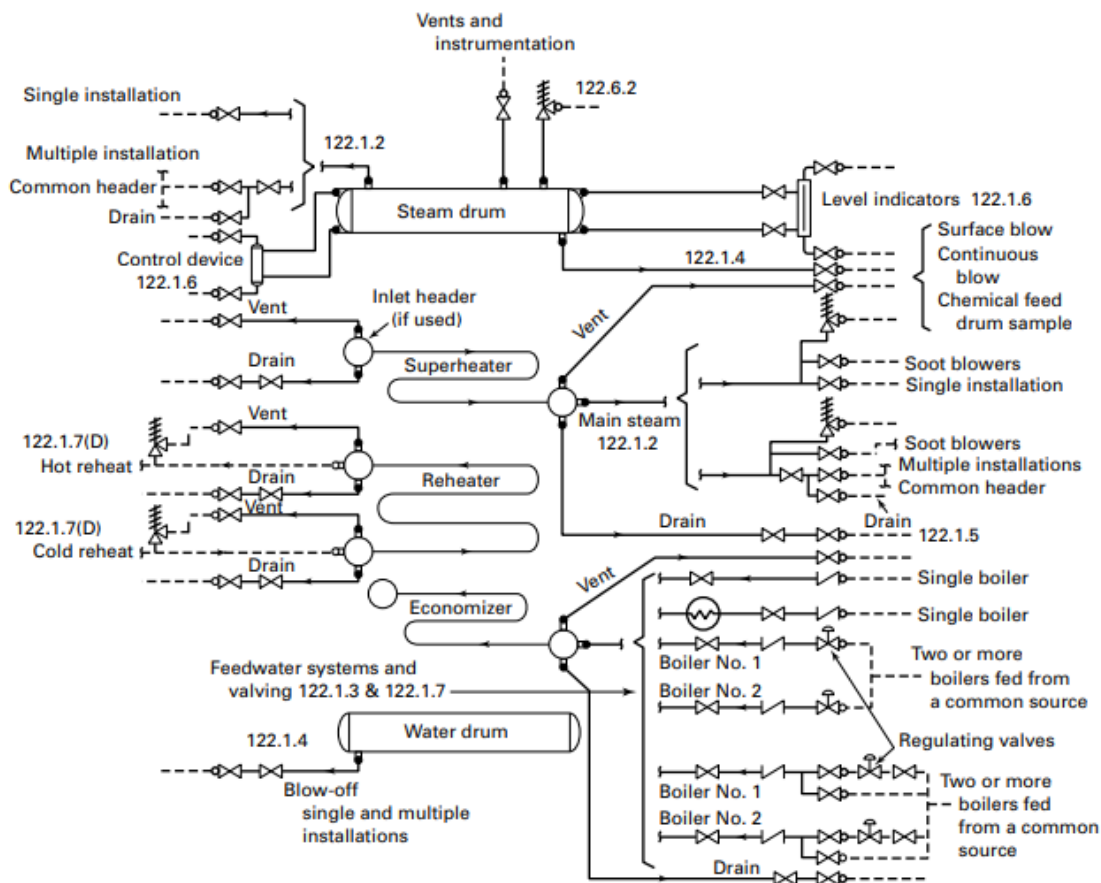 Vents and
instrumentation
122.6.2
Single installation
122.1.2
Multiple installation
Common header
Drain
Steam drum
Level indicators 122.1.6
Control device
122.1.6
122.1.4
Surface blow
Continuous
blow
Chemical feed
drum sample
Vent
Inlet header
(if used)
Vent
Drain
Superheater
Soot blowers
Single installation
Main steam
122.1.2
Vent
122.1.7(D)
Hot reheat
Drain
Reheater
Soot blowers
Multiple installations
Common header
Drain
Vent
122.1.7(D)
Cold reheat
Drain
Drain
122.1.5
Vent
Economizer
Single boiler
Single boiler
Feedwater systems and
valving 122.1.3 & 122.1.7
Boiler No. 1
Boiler No. 2
Two or more
boilers fed from
a common source
Regulating valves
122.1.4
Water drum
Blow-off
single and multiple
installations
Boiler No. 1
Boiler No. 2
Two or more
boilers fed
from a common
source
Drain